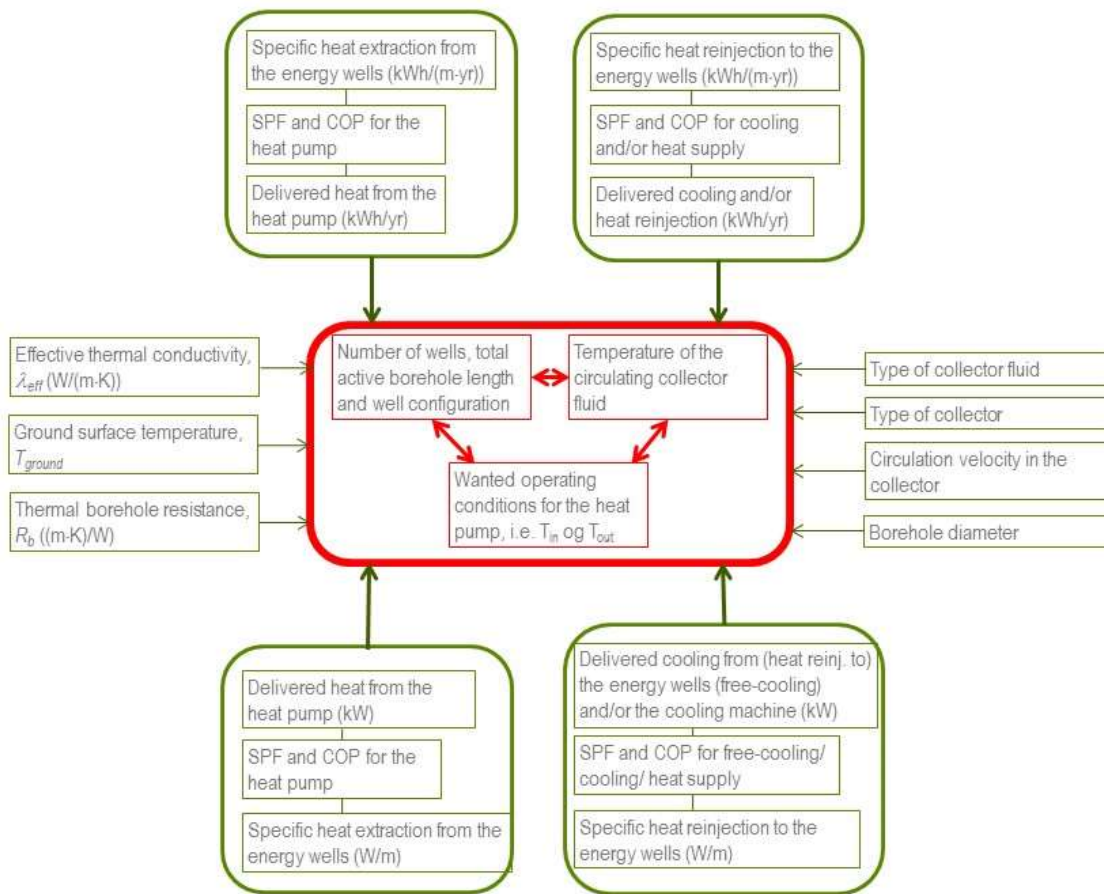 Specific heat extraction from
the energy wells (kWh/(m-yr))
SPF and COP for the
heat pump
Delivered heat from the
heat pump (kWh/yr)
Specific heat reinjection to the
energy wells (kWh/(m-yr))
SPF and COP for cooling
and/or heat supply
Delivered cooling and/or
heat reinjection (kWh/yr)
Effective thermal conductivity,
λeff (W/(m·K))
Ground surface temperature,
Tground
Thermal borehole resistance,
Rb ((m·K)/W)
Number of wells, total
active borehole length
and well configuration
Temperature of the
circulating collector
fluid
Wanted operating
conditions for the heat
pump, i.e. Tin og Tout
Type of collector fluid
Type of collector
Circulation velocity in the
collector
Borehole diameter
Delivered heat from the
heat pump (kW)
SPF and COP for the
heat pump
Specific heat extraction from the
energy wells (W/m)
Delivered cooling from (heat reinj. to)
the energy wells (free-cooling)
and/or the cooling machine (kW)
SPF and COP for free-cooling/
cooling/ heat supply
Specific heat reinjection to the
energy wells (W/m)